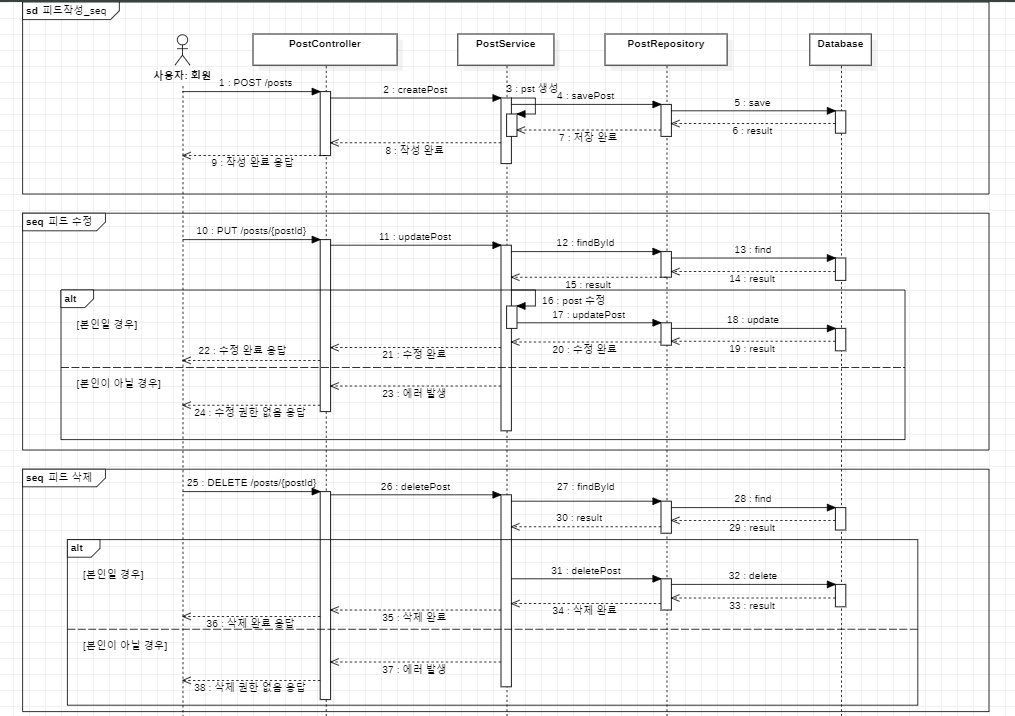 sd 피드작성_seq
PostController
PostService
PostRepository
Database
사용자: 회원
1 : POST /posts
2 : createPost
3 : pst 생성
4 : savePost
5 : save
6 : result
7 : 저장 완료
8 : 작성 완료
9 : 작성 완료 응답
seq 피드 수정
10 : PUT /posts/{postId}
11 : updatePost
12 : findById
13 : find
14 : result
15 : result
alt
[본인일 경우]
16 : post 수정
17 : updatePost
18 : update
19 : result
20 : 수정 완료
21 : 수정 완료
22 : 수정 완료 응답
[본인이 아닐 경우]
23 : 에러 발생
24 : 수정 권한 없음 응답
seq 피드 삭제
25 : DELETE /posts/{postId}
26 : deletePost
27 : findById
28 : find
29 : result
30 : result
alt
[본인일 경우]
31 : deletePost
32 : delete
33 : result
34 : 삭제 완료
35 : 삭제 완료
36 : 삭제 완료 응답
[본인이 아닐 경우]
37 : 에러 발생
38 : 삭제 권한 없음 응답